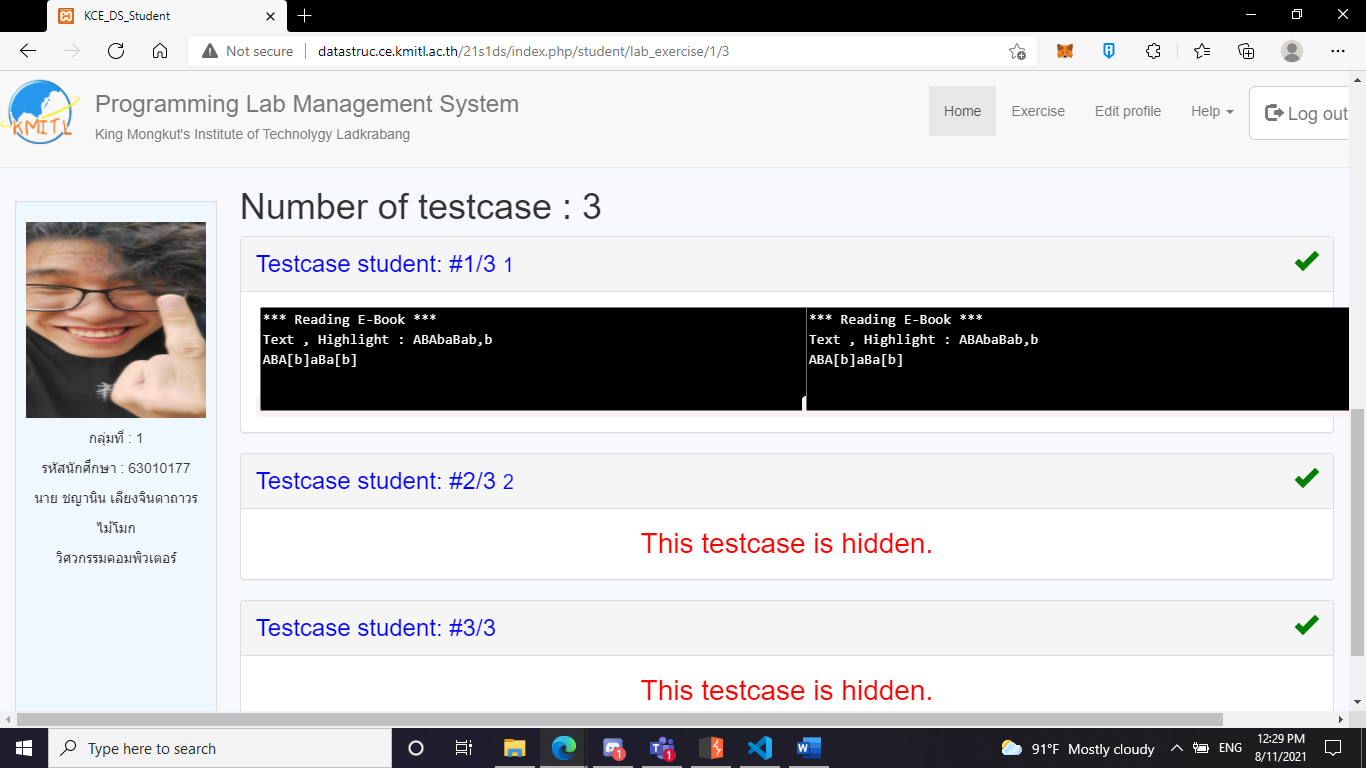 KCE_DS_Student
Not secure
datastruc.ce.kmitl.ac.th/21s1ds/index.php/student/lab_exercise/1/3
KMITL
Programming Lab Management System
King Mongkut's Institute of Technolygy Ladkrabang
Home
Exercise
Edit profile
Help
Log out
กลุ่มที่ : 1
รหัสนักศึกษา : 63010177
นาย ชญานิน เลียงจินดาถาวร
ไม้โมก
วิศวกรรมคอมพิวเตอร์
Number of testcase : 3
Testcase student: #1/3 1
*** Reading E-Book ***
Text , Highlight : ABAbaBab,b
ABA[b]aBa[b]
*** Reading E-Book ***
Text , Highlight : ABAbaBab,b
ABA[b]aBa[b]
Testcase student: #2/3 2
This testcase is hidden.
Testcase student: #3/3
This testcase is hidden.
Type here to search
1
1
W
91°F Mostly cloudy
ENG
12:29 PM
8/11/2021